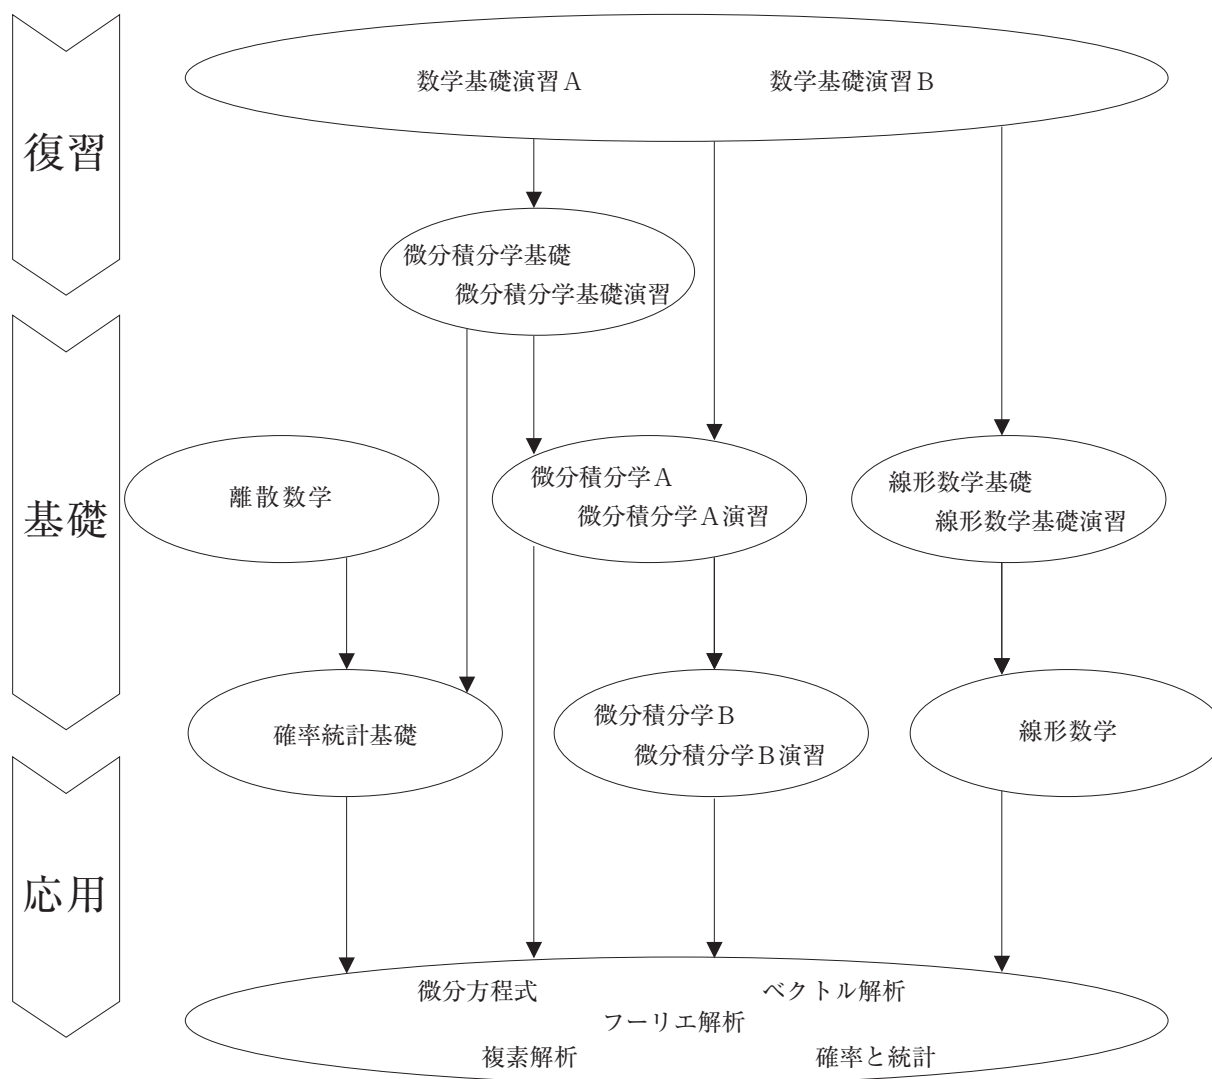 数学基礎演習A
数学基礎演習B
復習
微分積分学基礎
微分積分学基礎演習
基礎
離散数学
微分積分学A
微分積分学A演習
線形数学基礎
線形数学基礎演習
確率統計基礎
微分積分学B
微分積分学B演習
線形数学
応用
微分方程式
ベクトル解析
フーリエ解析
複素解析
確率と統計